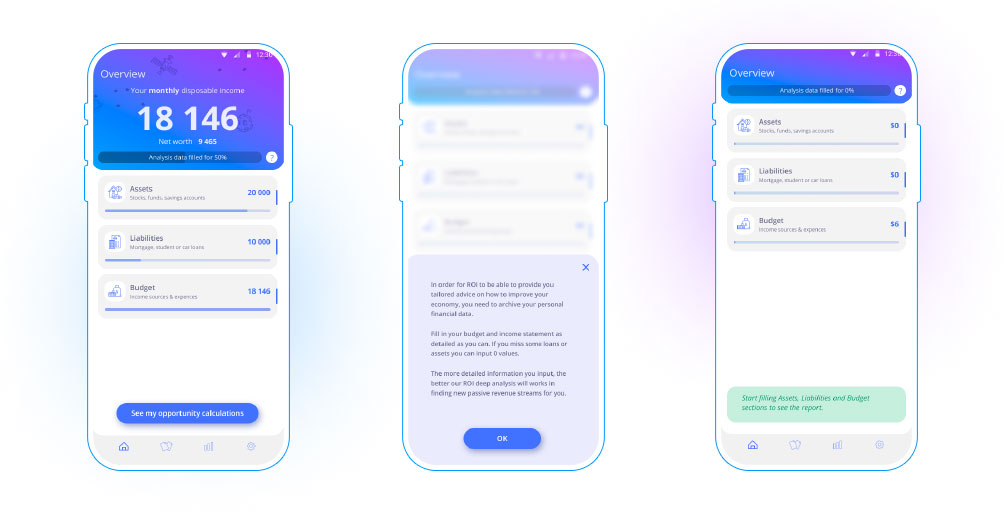 Overview
Your monthly disposable income
18 146
Net worth 9 465
Analysis data filled for 50%
?
Assets
Stocks, funds, savings accounts
20 000
Liabilities
Mortgage, student or car loans
10 000
Budget
Income sources & expences
18 146
See my opportunity calculations
In order for ROI to be able to provide you
tailored advice on how to improve your
economy, you need to archive your personal
financial data.
Fill in your budget and income statement as
detailed as you can. If you miss some loans or
assets you can input 0 values.
The more detailed information you input, the
better our ROI deep analysis will works in
finding new passive revenue streams for you.
OK
Overview
Analysis data filled for 0%
?
Assets
Stocks, funds, savings accounts
$0
Liabilities
Mortgage, student or car loans
$0
Budget
Income sources & expences
$6
Start filling Assets, Liabilities and Budget
sections to see the report.